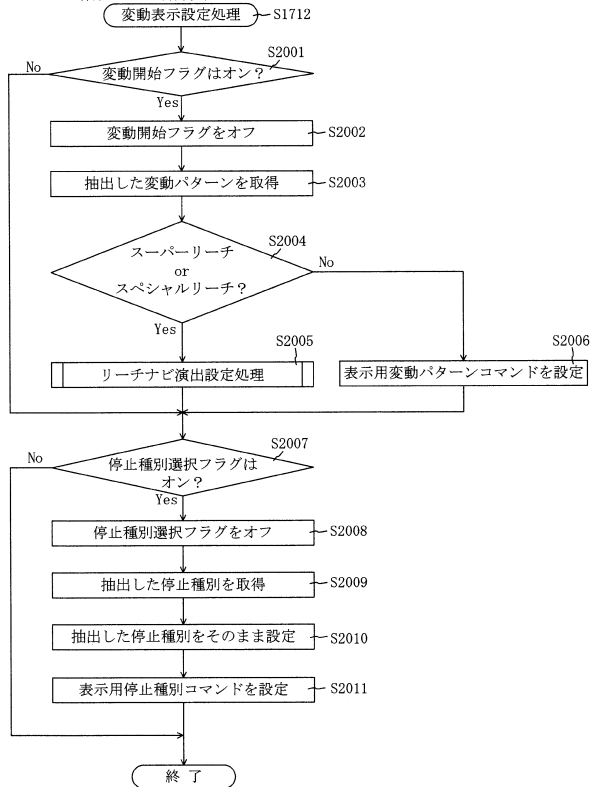 変動表示設定処理 S1712
S2001
変動開始フラグはオン？
No
Yes
変動開始フラグをオフ S2002
抽出した変動パターンを取得 S2003
S2004
スーパーリーチ
or
スペシャルリーチ？
No
Yes
S2005
リーチナビ演出設定処理
S2006
表示用変動パターンコマンドを設定
S2007
停止種別選択フラグは
オン？
No
Yes
停止種別選択フラグをオフ S2008
抽出した停止種別を取得 S2009
抽出した停止種別をそのまま設定 S2010
表示用停止種別コマンドを設定 S2011
終了